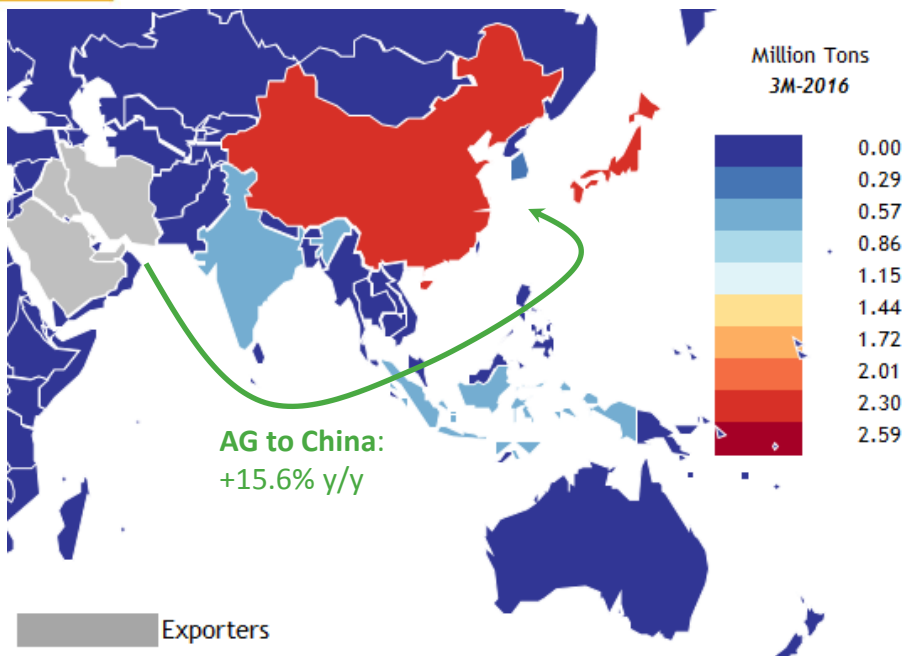 Million Tons
3M-2016
0.00
0.29
0.57
0.86
1.15
1.44
1.72
2.01
2.30
2.59
AG to China:
+15.6% y/y
Exporters